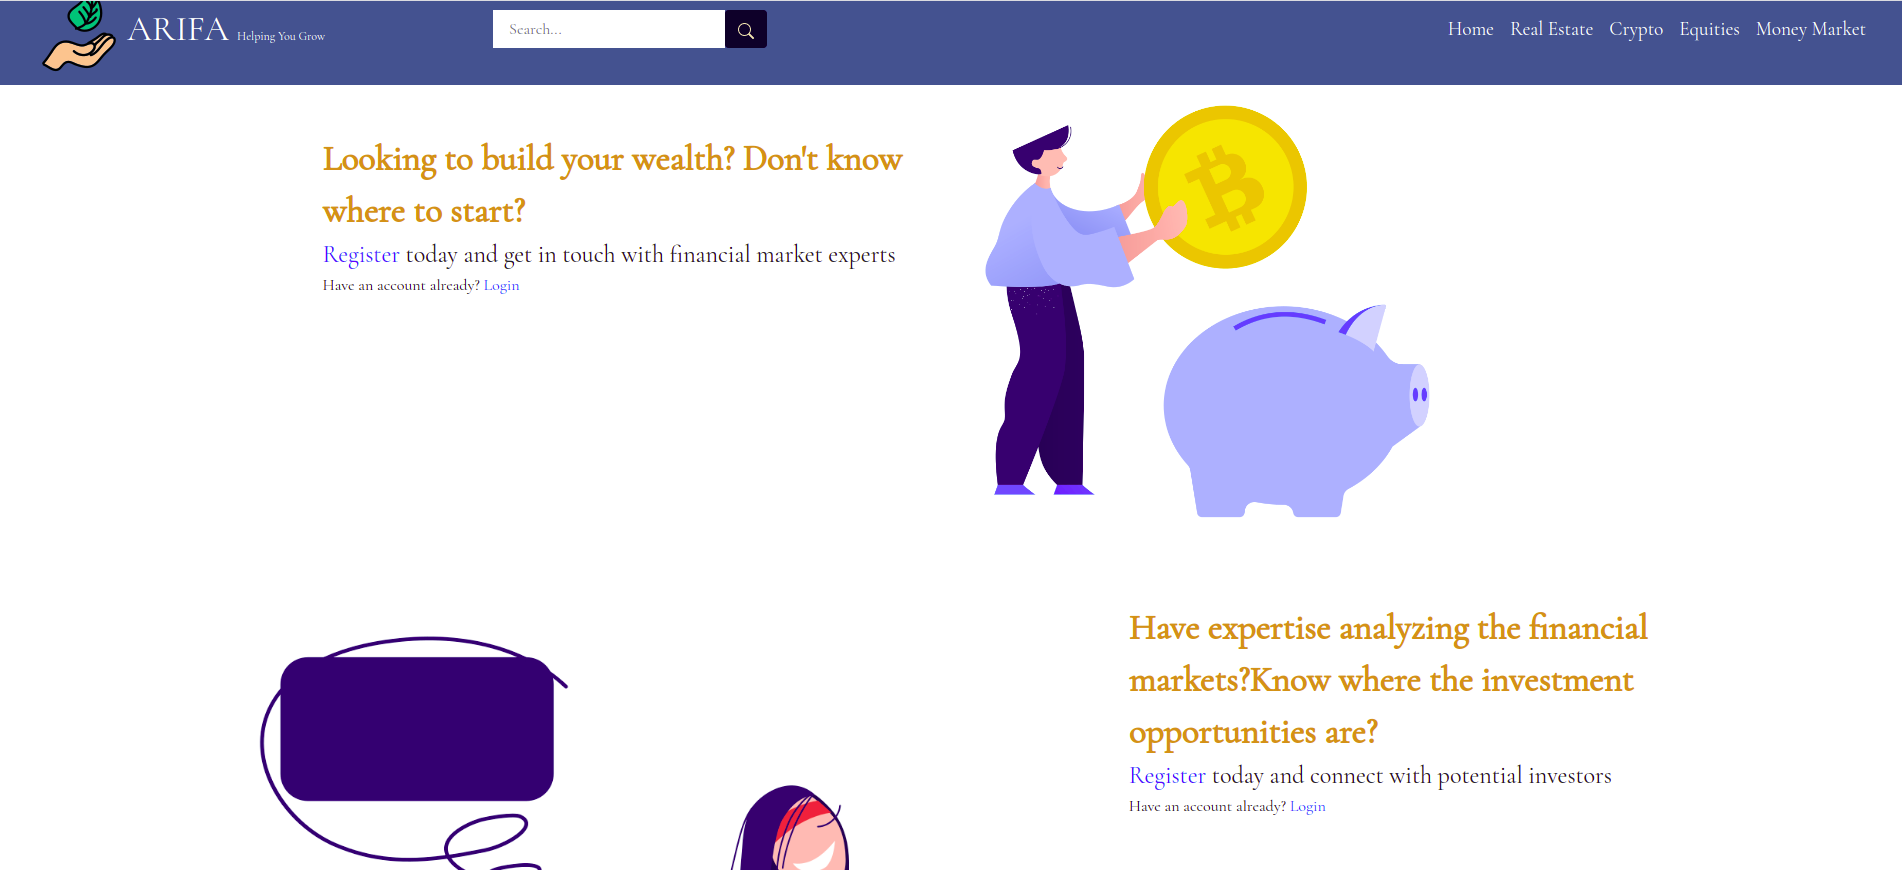 ARIFA Helping You Grow
Search...
Home Real Estate Crypto Equities Money Market
Looking to build your wealth? Don't know
where to start?
Register today and get in touch with financial market experts
Have an account already? Login
Have expertise analyzing the financial
markets?Know where the investment
opportunities are?
Register today and connect with potential investors
Have an account already? Login